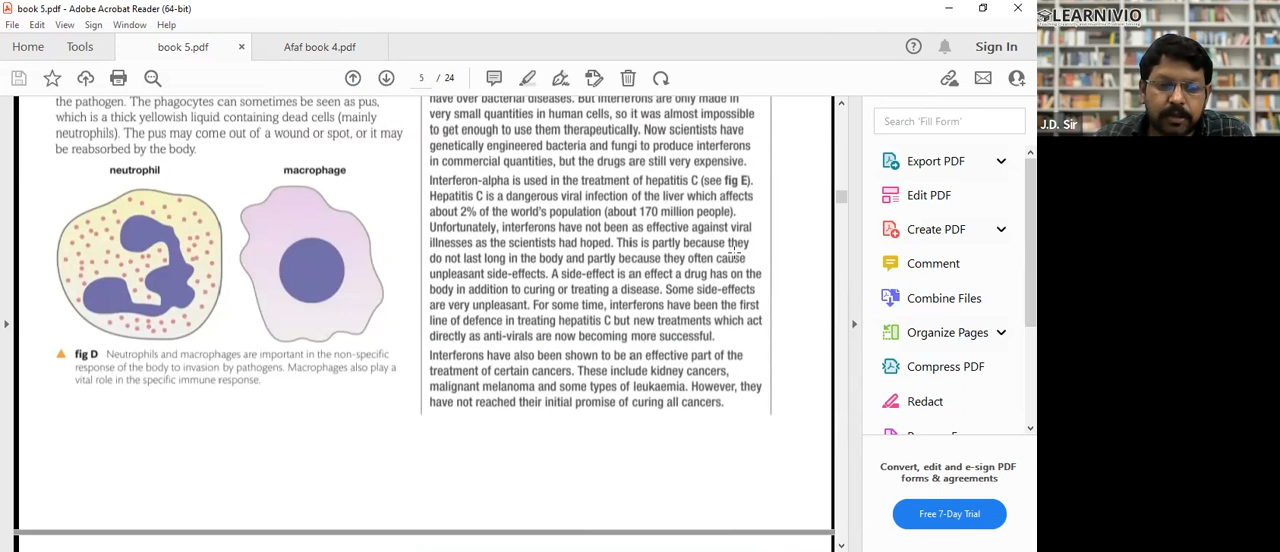 book 5.pdf - Adobe Acrobat Reader (64-bit)
File Edit View Sign Window Help
Home Tools book 5.pdf Afaf book 4.pdf Sign In
5 / 24
the pathogen. The phagocytes can sometimes be seen as pus,
which is a thick yellowish liquid containing dead cells (mainly
neutrophils). The pus may come out of a wound or spot, or it may
be reabsorbed by the body.
neutrophil macrophage
fig D Neutrophils and macrophages are important in the non-specific
response of the body to invasion by pathogens. Macrophages also play a
vital role in the specific immune response.
have over bacterial diseases. But interferons are only made in
very small quantities in human cells, so it was almost impossible
to get enough to use them therapeutically. Now scientists have
genetically engineered bacteria and fungi to produce interferons
in commercial quantities, but the drugs are still very expensive.
Interferon-alpha is used in the treatment of hepatitis C (see fig E).
Hepatitis C is a dangerous viral infection of the liver which affects
about 2% of the world's population (about 170 million people).
Unfortunately, interferons have not been as effective against viral
illnesses as the scientists had hoped. This is partly because they
do not last long in the body and partly because they often cause
unpleasant side-effects. A side-effect is an effect a drug has on the
body in addition to curing or treating a disease. Some side-effects
are very unpleasant. For some time, interferons have been the first
line of defence in treating hepatitis C but new treatments which act
directly as anti-virals are now becoming more successful.
Interferons have also been shown to be an effective part of the
treatment of certain cancers. These include kidney cancers,
malignant melanoma and some types of leukaemia. However, they
have not reached their initial promise of curing all cancers.
Search 'Fill Form'
Export PDF
Edit PDF
Create PDF
Comment
Combine Files
Organize Pages
Compress PDF
Redact
Convert, edit and e-sign PDF
forms & agreements
Free 7-Day Trial
LEARNIVIO
J.D. Sir